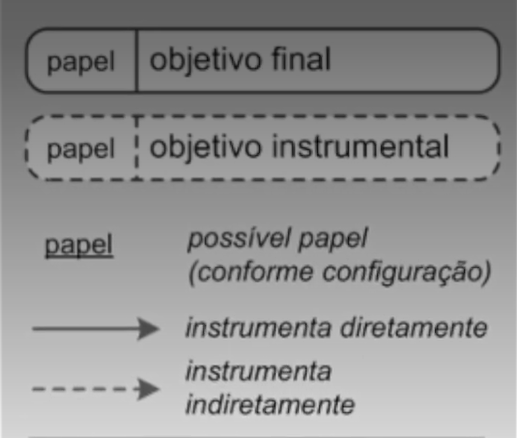 papel objetivo final
papel objetivo instrumental
papel possível papel
(conforme configuração)
instrumenta diretamente
instrumenta
indiretamente